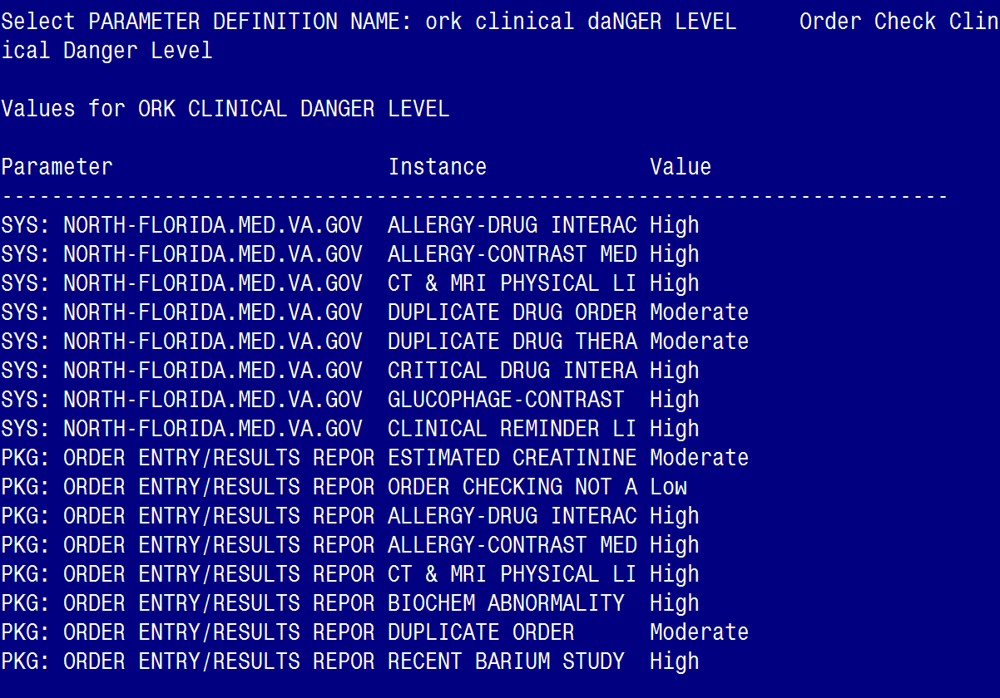 Select PARAMETER DEFINITION NAME: ork clinical daNGER LEVEL     Order Check Clin
ical Danger Level
Values for ORK CLINICAL DANGER LEVEL
Parameter                      Instance             Value
----------------------------------------------------------------------------
SYS: NORTH-FLORIDA.MED.VA.GOV  ALLERGY-DRUG INTERAC High
SYS: NORTH-FLORIDA.MED.VA.GOV  ALLERGY-CONTRAST MED High
SYS: NORTH-FLORIDA.MED.VA.GOV  CT & MRI PHYSICAL LI High
SYS: NORTH-FLORIDA.MED.VA.GOV  DUPLICATE DRUG ORDER Moderate
SYS: NORTH-FLORIDA.MED.VA.GOV  DUPLICATE DRUG THERA Moderate
SYS: NORTH-FLORIDA.MED.VA.GOV  CRITICAL DRUG INTERA High
SYS: NORTH-FLORIDA.MED.VA.GOV  GLUCOPHAGE-CONTRAST  High
SYS: NORTH-FLORIDA.MED.VA.GOV  CLINICAL REMINDER LI High
PKG: ORDER ENTRY/RESULTS REPOR ESTIMATED CREATININE Moderate
PKG: ORDER ENTRY/RESULTS REPOR ORDER CHECKING NOT A Low
PKG: ORDER ENTRY/RESULTS REPOR ALLERGY-DRUG INTERAC High
PKG: ORDER ENTRY/RESULTS REPOR ALLERGY-CONTRAST MED High
PKG: ORDER ENTRY/RESULTS REPOR CT & MRI PHYSICAL LI High
PKG: ORDER ENTRY/RESULTS REPOR BIOCHEM ABNORMALITY  High
PKG: ORDER ENTRY/RESULTS REPOR DUPLICATE ORDER      Moderate
PKG: ORDER ENTRY/RESULTS REPOR RECENT BARIUM STUDY  High